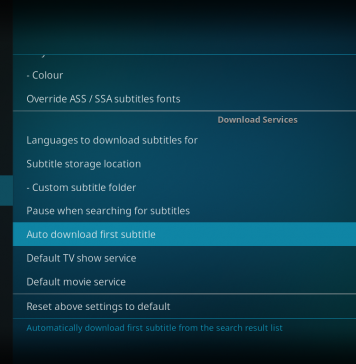 - Colour
Override ASS / SSA subtitles fonts
Download Services
Languages to download subtitles for
Subtitle storage location
- Custom subtitle folder
Pause when searching for subtitles
Auto download first subtitle
Default TV show service
Default movie service
Reset above settings to default
Automatically download first subtitle from the search result list